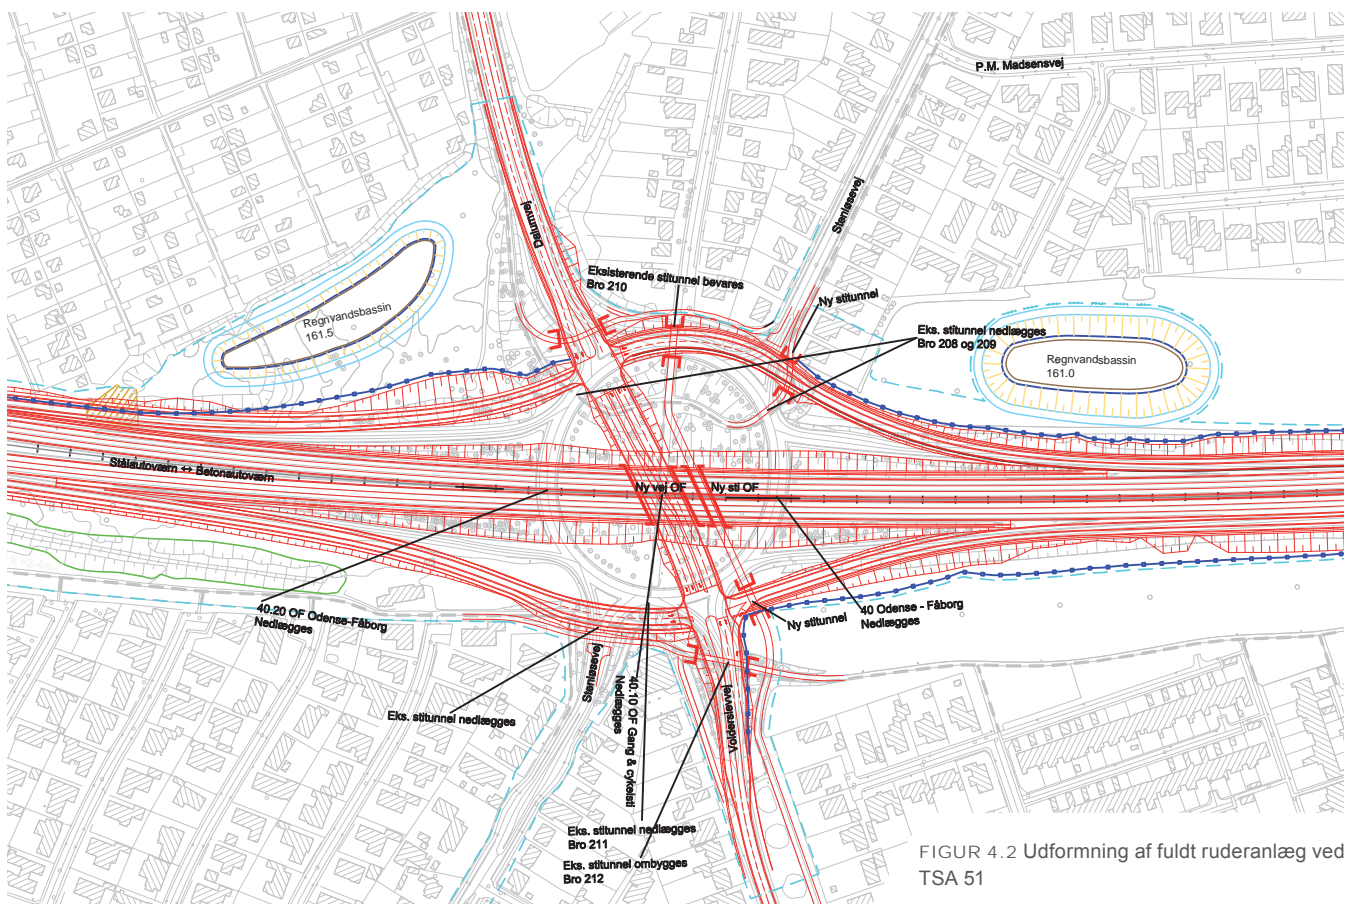 P.M. Madsensvej
Stenløsevej
Dalumvej
Eksisterende stitunnel bevares
Bro 210
Ny stitunnel
Regnvandsbassin
161.5
Eks. stitunnel nedlægges
Bro 208 og 209
Regnvandsbassin
161.0
Stålautoværn ↔ Betonautoværn
Ny vej OF
Ny sti OF
40.20 OF Odense-Fåborg
Nedlægges
40 Odense - Fåborg
Nedlægges
Ny stitunnel
Stenløsevej
40.10 OF Gang & cykelsti
Nedlægges
Volderslevvej
Eks. stitunnel nedlægges
Eks. stitunnel nedlægges
Bro 211
Eks. stitunnel ombygges
Bro 212
FIGUR 4.2 Udformning af fuldt ruderanlæg ved
TSA 51